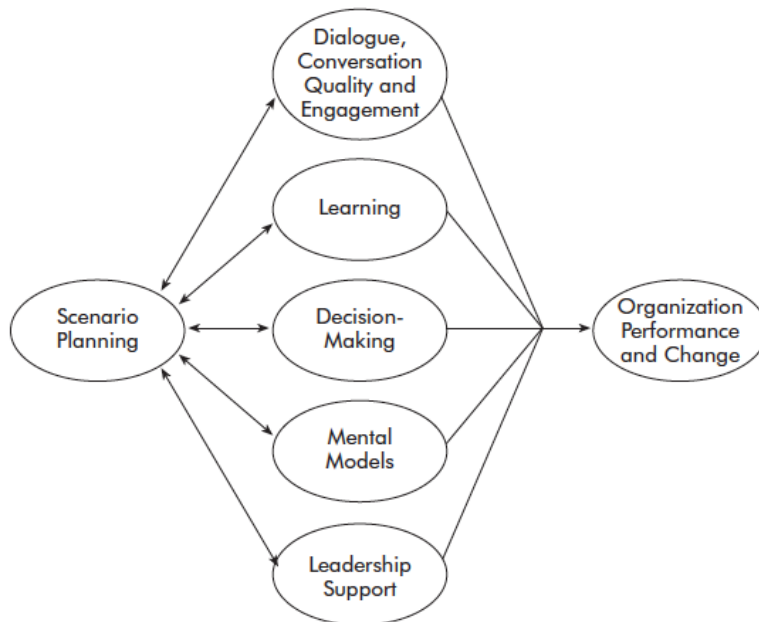 Dialogue,
Conversation
Quality and
Engagement
Learning
Scenario
Planning
Decision-
Making
Organization
Performance
and Change
Mental
Models
Leadership
Support